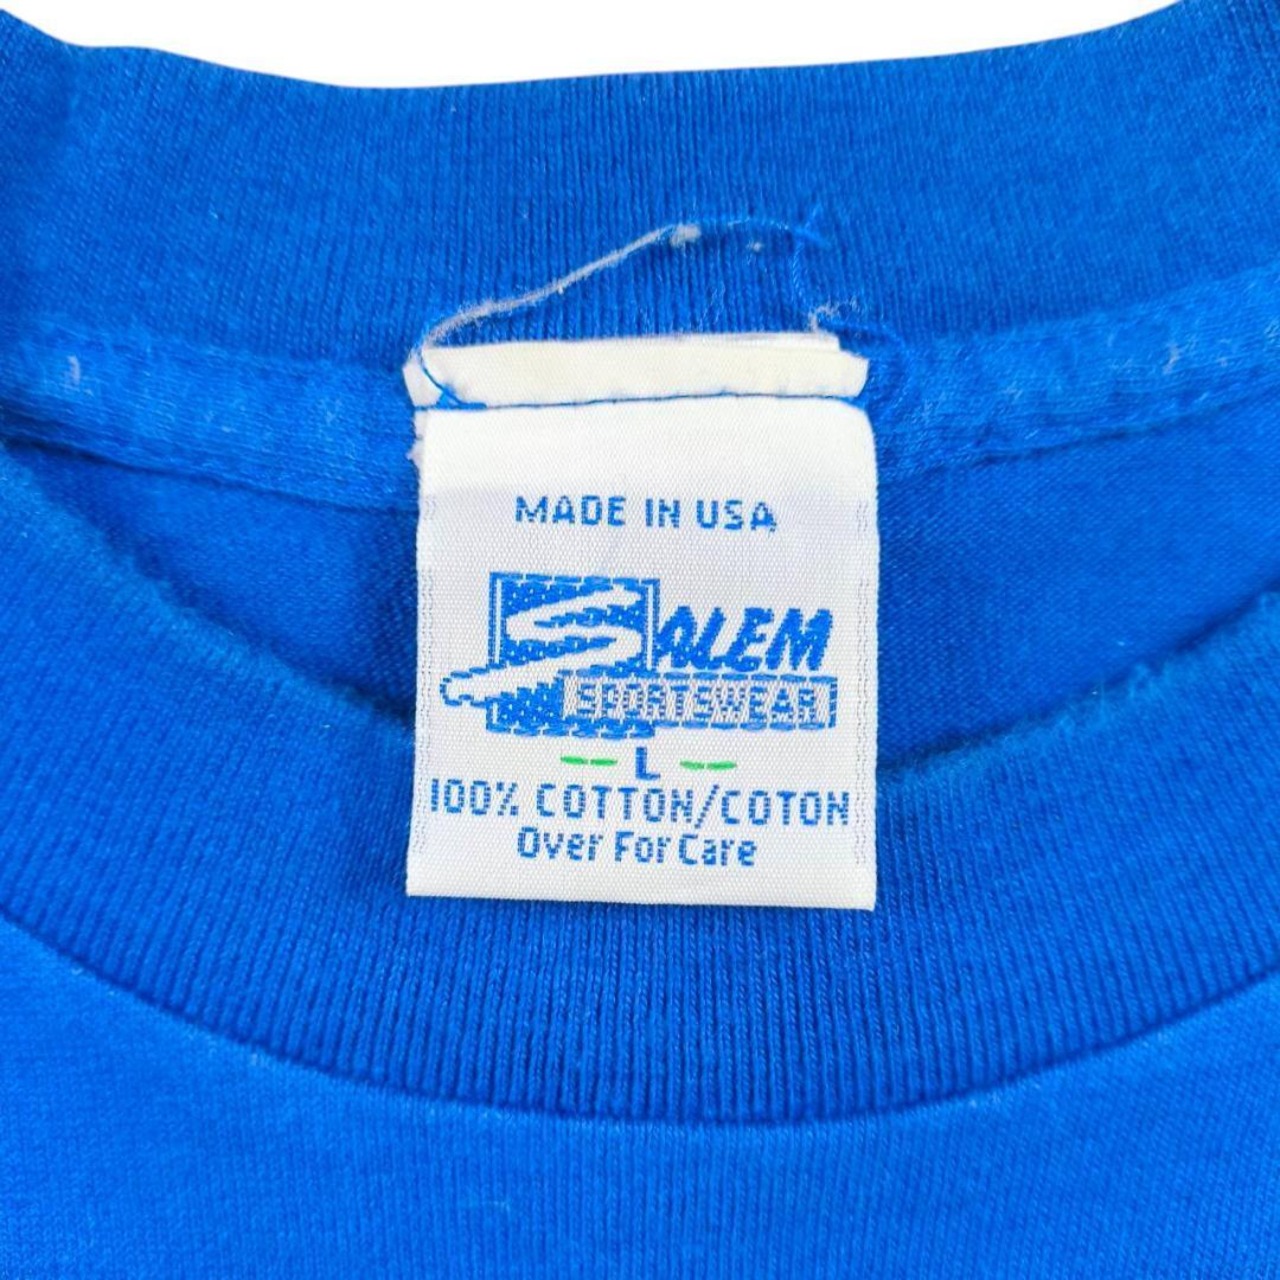 MADE IN USA
SALEM
SPORTSWEAR
-- L --
100% COTTON/COTON
Over For Care